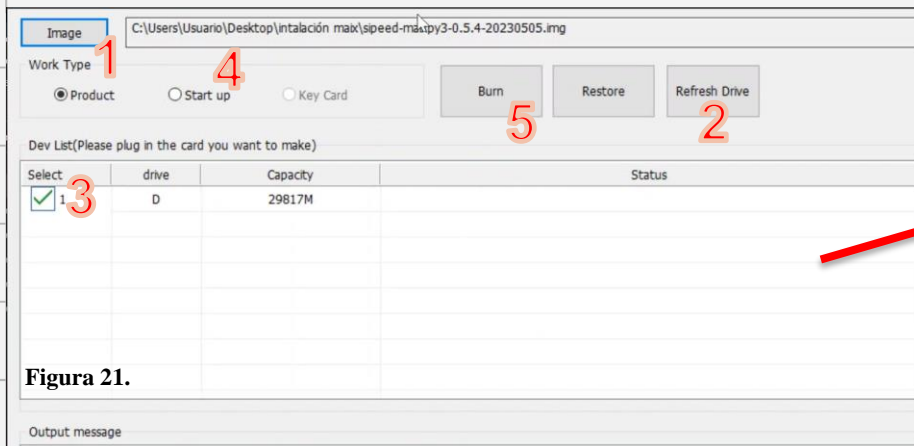 Image
C:\Users\Usuario\Desktop\intalación maix\sipeed-maixpy3-0.5.4-20230505.img
1
Work Type
4
Product
Start up
Key Card
Burn
Restore
Refresh Drive
5
2
Dev List(Please plug in the card you want to make)
Select drive Capacity Status
1 D 29817M
3
Figura 21.
Output message